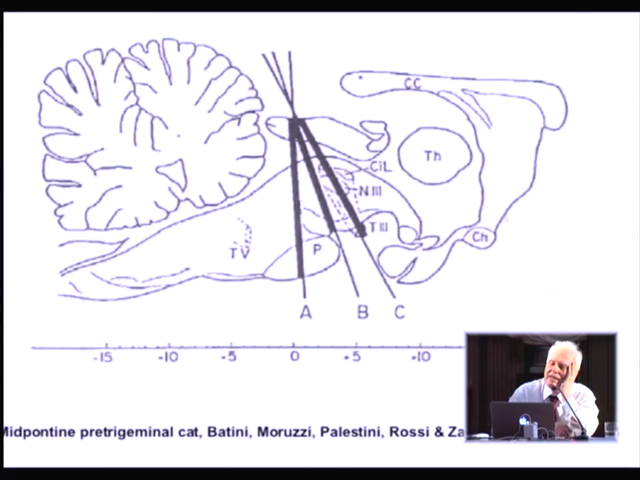 CC
Th
CiL
N III
T III
Ch
TV
P
A B C
-15 -10 -5 0 +5 +10
Midpontine pretrigeminal cat, Batini, Moruzzi, Palestini, Rossi & Za